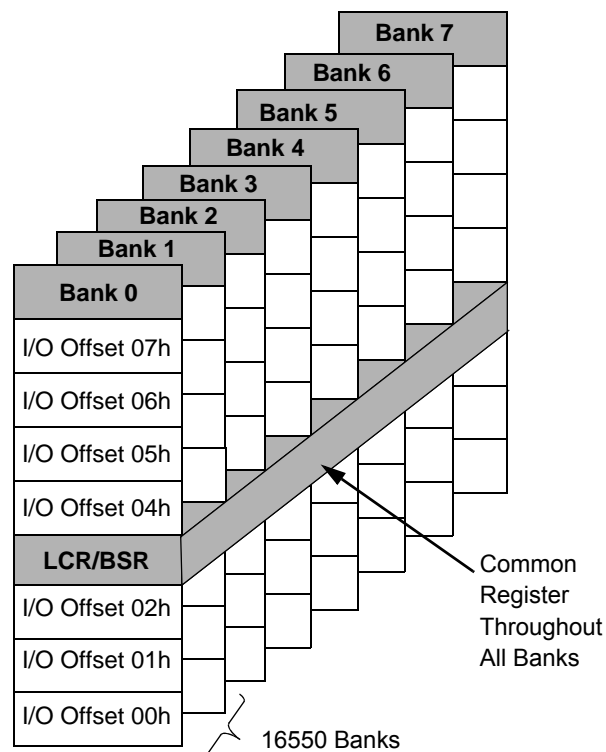 Bank 7
Bank 6
Bank 5
Bank 4
Bank 3
Bank 2
Bank 1
Bank 0
I/O Offset 07h
I/O Offset 06h
I/O Offset 05h
I/O Offset 04h
LCR/BSR
I/O Offset 02h
I/O Offset 01h
I/O Offset 00h
Common
Register
Throughout
All Banks
16550 Banks